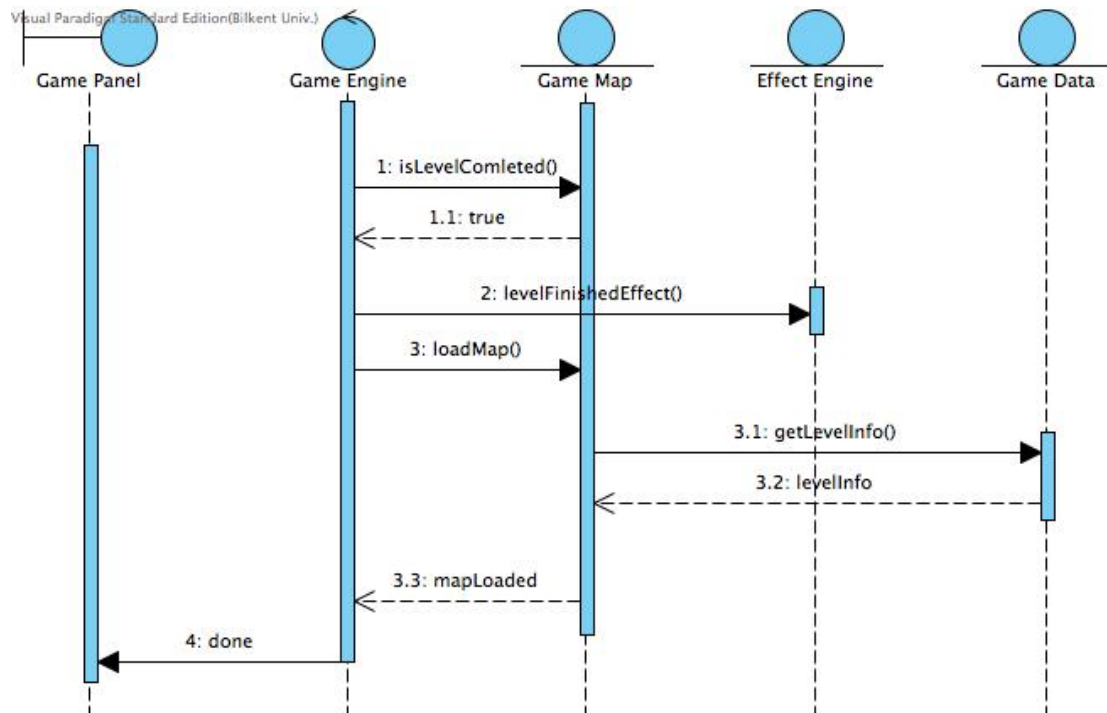 Visual Paradigm Standard Edition(Bilkent Univ.)
Game Panel
Game Engine
Game Map
Effect Engine
Game Data
1: isLevelComleted()
1.1: true
2: levelFinishedEffect()
3: loadMap()
3.1: getLevelInfo()
3.2: levelInfo
3.3: mapLoaded
4: done